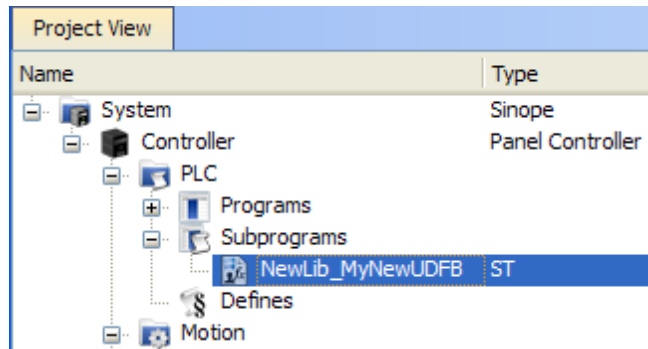 Project View
Name Type
System Sinope
Controller Panel Controller
PLC
Programs
Subprograms
NewLib_MyNewUDFB ST
Defines
Motion